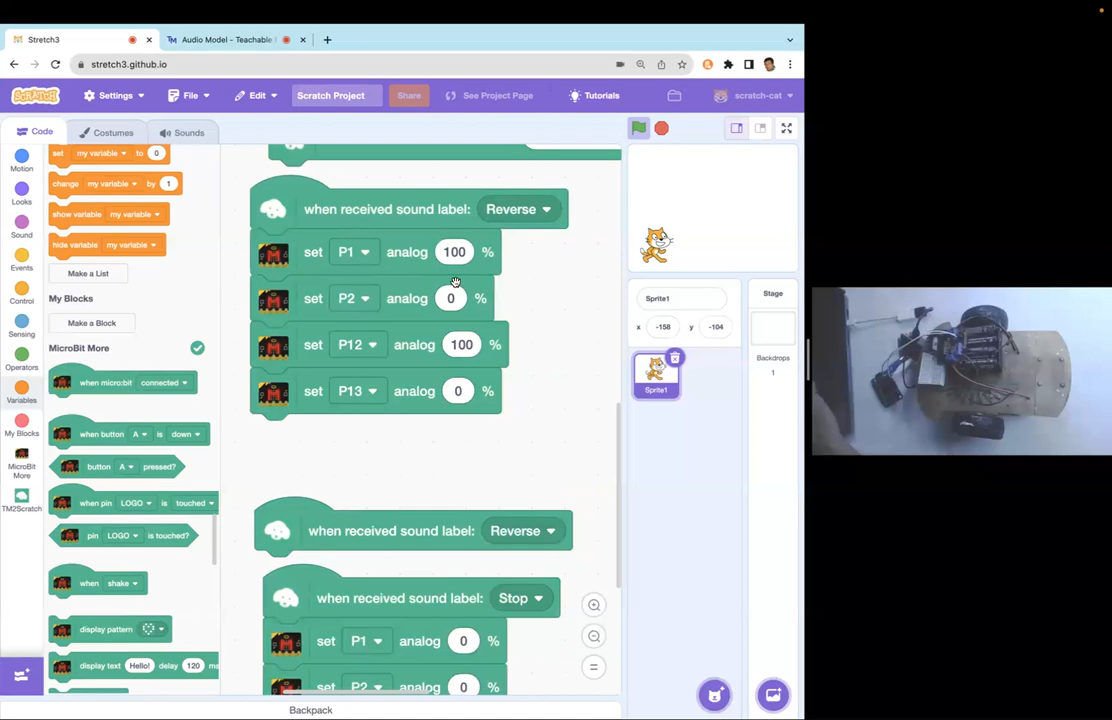 Stretch3
Audio Model - Teachable
stretch3.github.io
SCRATCH
Settings
File
Edit
Scratch Project
Share
See Project Page
Tutorials
scratch-cat
Code
Costumes
Sounds
Motion
Looks
Sound
Events
Control
Sensing
Operators
Variables
My Blocks
MicroBit
More
TM2Scratch
set my variable to 0
change my variable by 1
show variable my variable
hide variable my variable
Make a List
My Blocks
Make a Block
MicroBit More
when micro:bit connected
when button A is down
button A pressed?
when pin LOGO is touched
pin LOGO is touched?
when shake
display pattern
display text Hello! delay 120 ms
when received sound label: Reverse
set P1 analog 100 %
set P2 analog 0 %
set P12 analog 100 %
set P13 analog 0 %
when received sound label: Reverse
when received sound label: Stop
set P1 analog 0 %
set P2 analog 0 %
Sprite1
x -158 y -104
Sprite1
Stage
Backdrops
1
Backpack